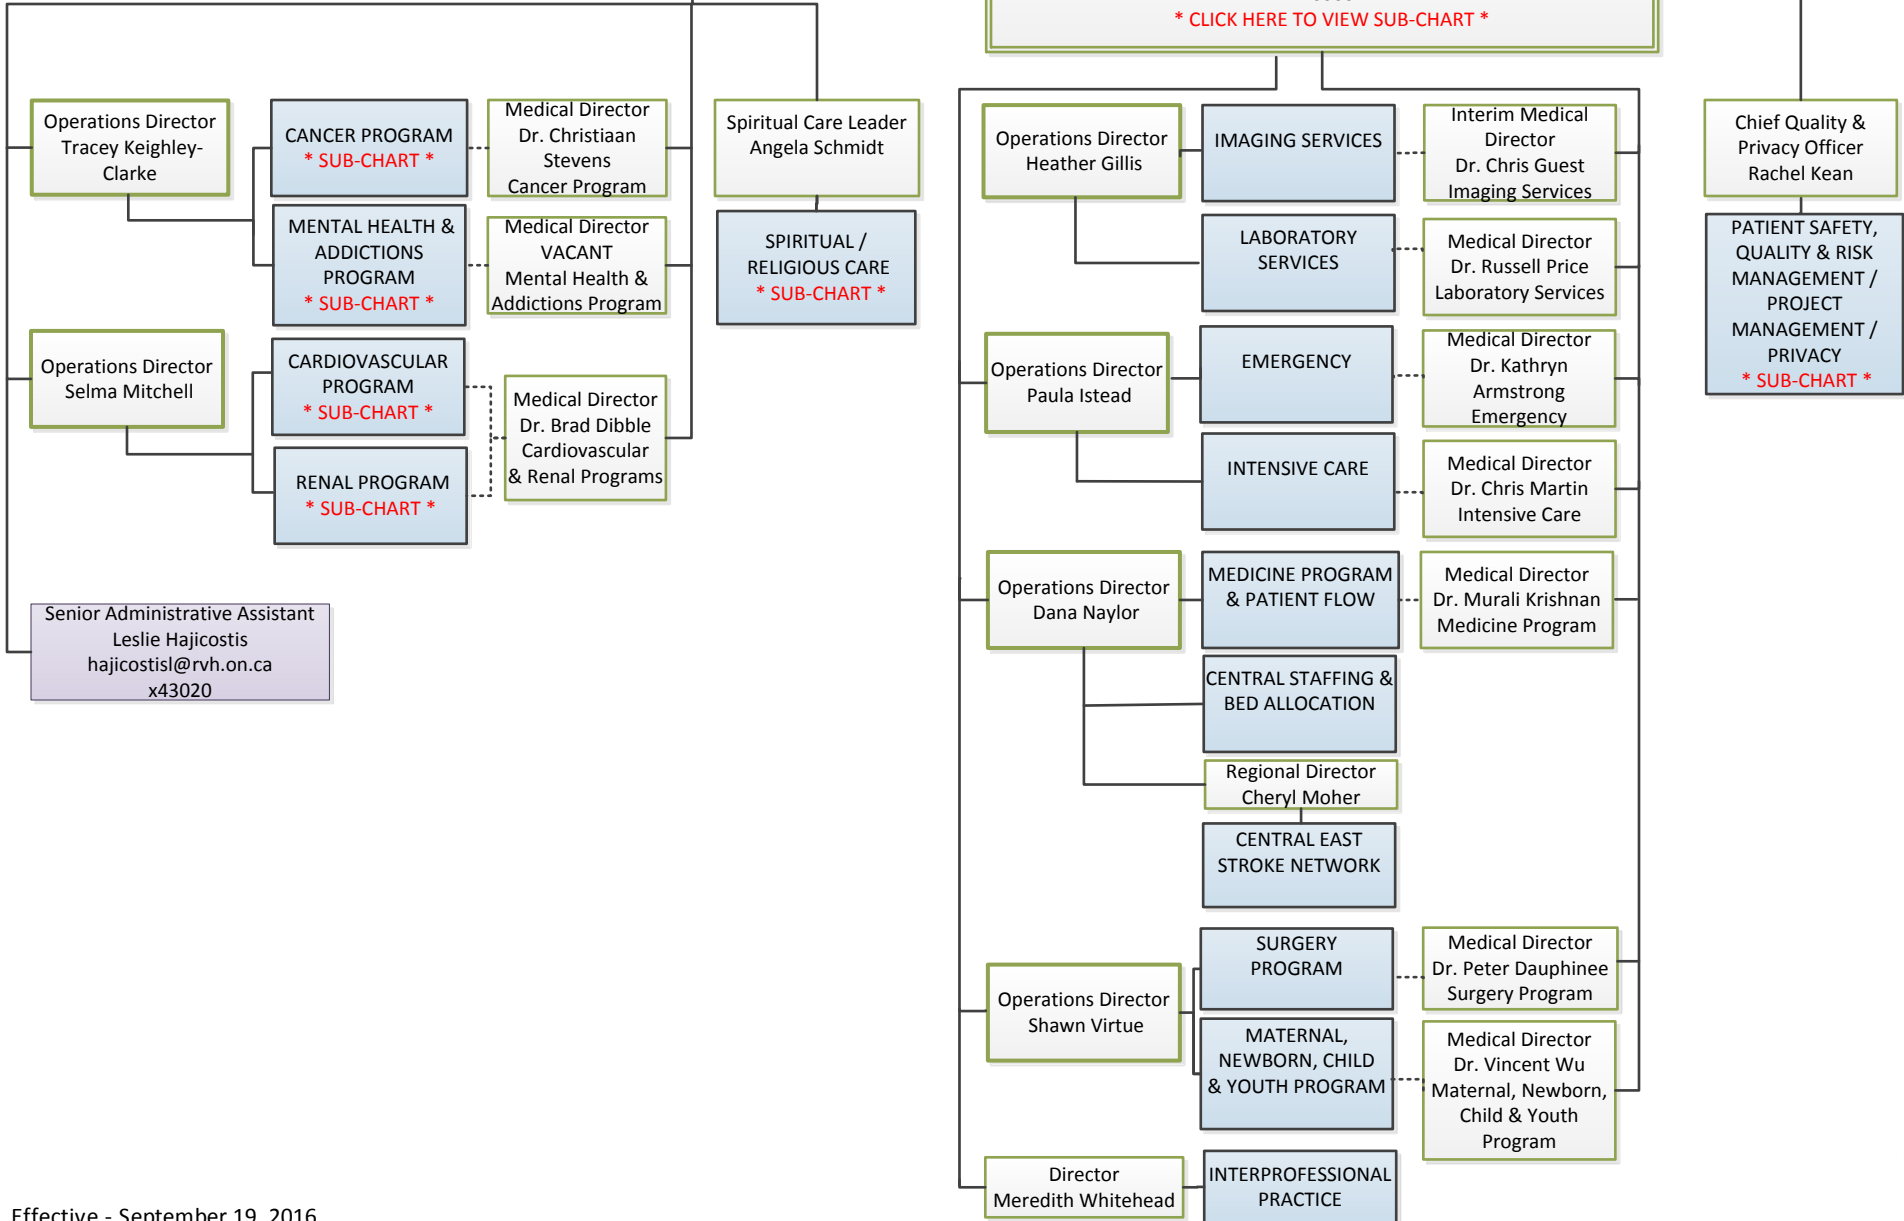 * CLICK HERE TO VIEW SUB-CHART *
Operations Director
Tracey Keighley-
Clarke
CANCER PROGRAM
* SUB-CHART *
Medical Director
Dr. Christiaan
Stevens
Cancer Program
MENTAL HEALTH &
ADDICTIONS
PROGRAM
* SUB-CHART *
Medical Director
VACANT
Mental Health &
Addictions Program
Spiritual Care Leader
Angela Schmidt
SPIRITUAL /
RELIGIOUS CARE
* SUB-CHART *
Operations Director
Selma Mitchell
CARDIOVASCULAR
PROGRAM
* SUB-CHART *
RENAL PROGRAM
* SUB-CHART *
Medical Director
Dr. Brad Dibble
Cardiovascular
& Renal Programs
Senior Administrative Assistant
Leslie Hajicostis
hajicostisl@rvh.on.ca
x43020
Operations Director
Heather Gillis
IMAGING SERVICES
Interim Medical
Director
Dr. Chris Guest
Imaging Services
LABORATORY
SERVICES
Medical Director
Dr. Russell Price
Laboratory Services
Operations Director
Paula Istead
EMERGENCY
Medical Director
Dr. Kathryn
Armstrong
Emergency
INTENSIVE CARE
Medical Director
Dr. Chris Martin
Intensive Care
Operations Director
Dana Naylor
MEDICINE PROGRAM
& PATIENT FLOW
Medical Director
Dr. Murali Krishnan
Medicine Program
CENTRAL STAFFING &
BED ALLOCATION
Regional Director
Cheryl Moher
CENTRAL EAST
STROKE NETWORK
Operations Director
Shawn Virtue
SURGERY
PROGRAM
Medical Director
Dr. Peter Dauphinee
Surgery Program
MATERNAL,
NEWBORN, CHILD
& YOUTH PROGRAM
Medical Director
Dr. Vincent Wu
Maternal, Newborn,
Child & Youth
Program
Director
Meredith Whitehead
INTERPROFESSIONAL
PRACTICE
Chief Quality &
Privacy Officer
Rachel Kean
PATIENT SAFETY,
QUALITY & RISK
MANAGEMENT /
PROJECT
MANAGEMENT /
PRIVACY
* SUB-CHART *
Effective - September 19, 2016